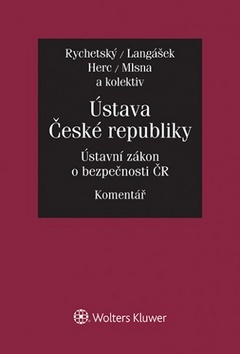 Rychetský / Langášek
Herc / Mlsna
a kolektiv
Ústava
České republiky
Ústavní zákon
o bezpečnosti ČR
Komentář
Wolters Kluwer